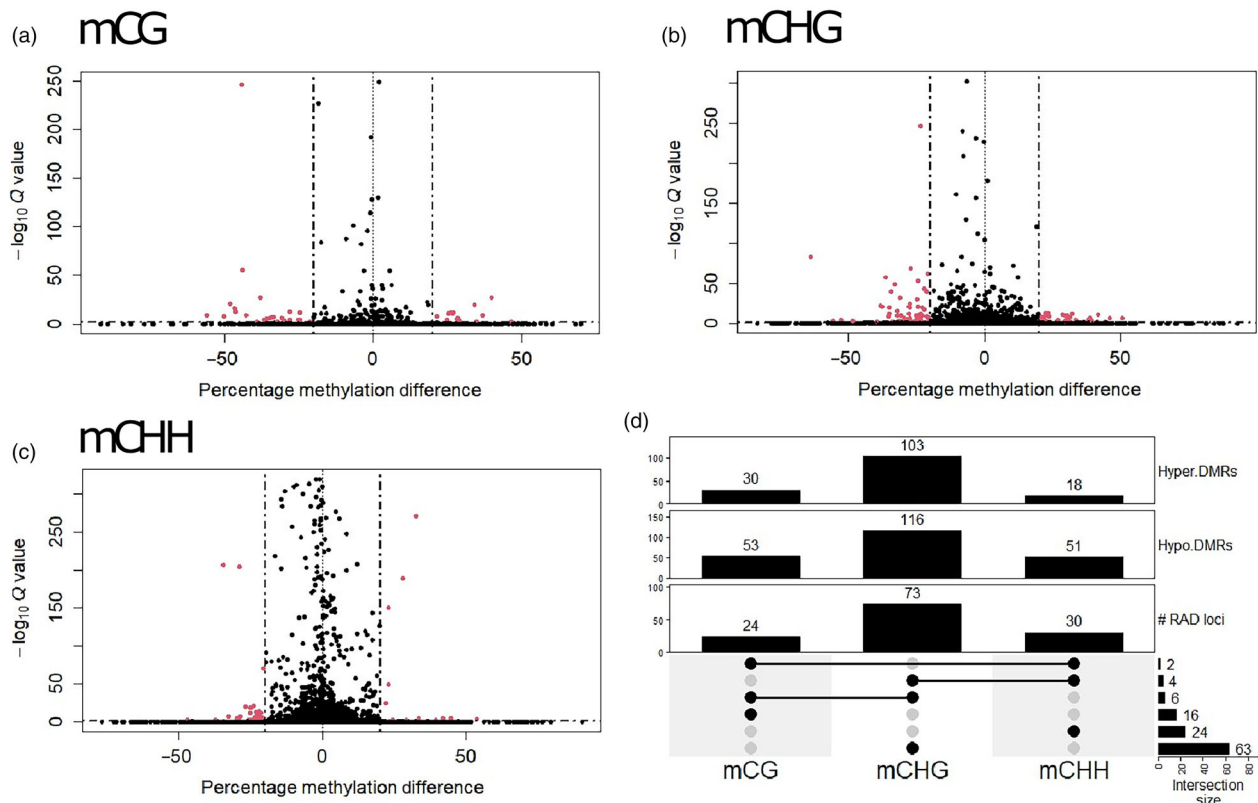 (a) mCG
250
200
150
100
50
0
−log10 Q value
−50 0 50
Percentage methylation difference
(b) mCHG
250
150
50
0
−log10 Q value
−50 0 50
Percentage methylation difference
(c) mCHH
250
150
50
0
−log10 Q value
−50 0 50
Percentage methylation difference
(d)
100
50
0
30 103 18
Hyper.DMRs
150
100
50
0
53 116 51
Hypo.DMRs
50
0
24 73 30
# RAD loci
2
4
6
16
24
63
mCG mCHG mCHH
0 20 40 60 80
Intersection
size